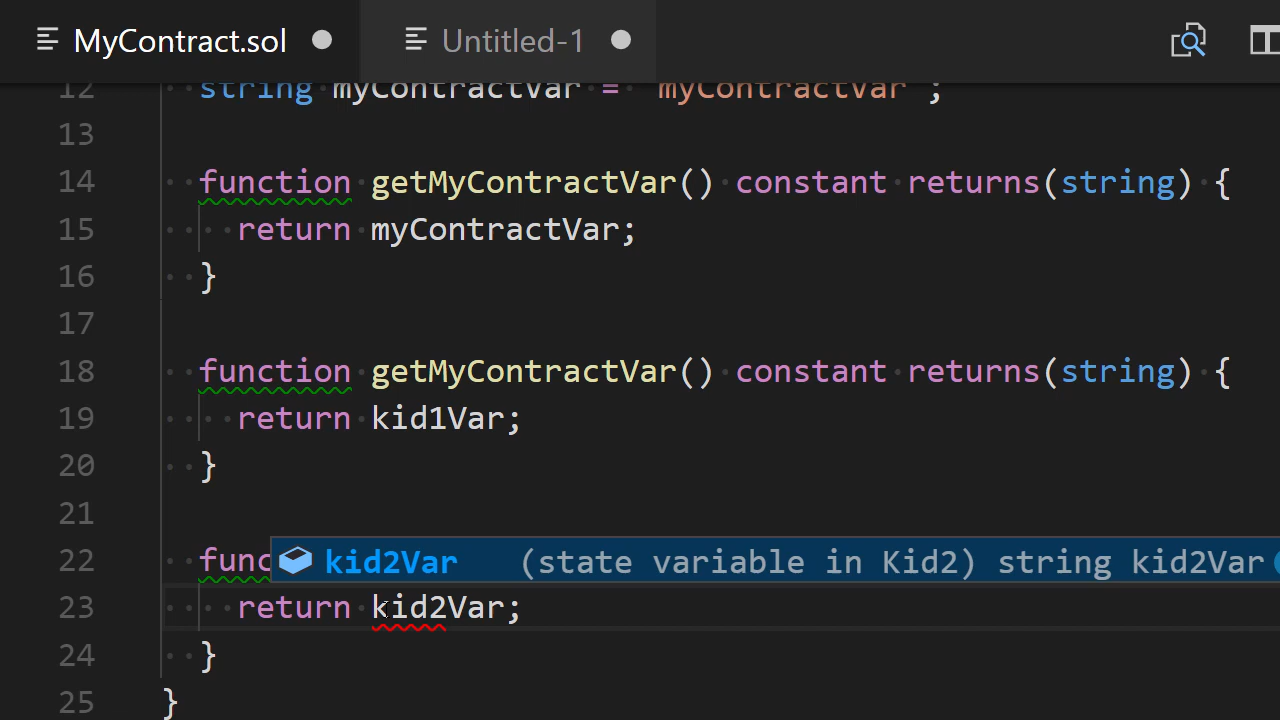 MyContract.sol Untitled-1
12 string myContractVar = "myContractVar";
13
14 function getMyContractVar() constant returns(string) {
15 return myContractVar;
16 }
17
18 function getMyContractVar() constant returns(string) {
19 return kid1Var;
20 }
21
22 func kid2Var (state variable in Kid2) string kid2Var
23 return kid2Var;
24 }
25 }